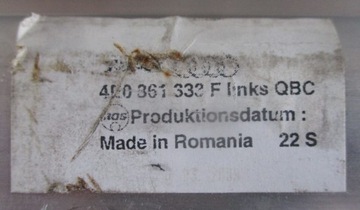 4L0 861 333 F links QBC
Produktionsdatum :
Made in Romania 22 S